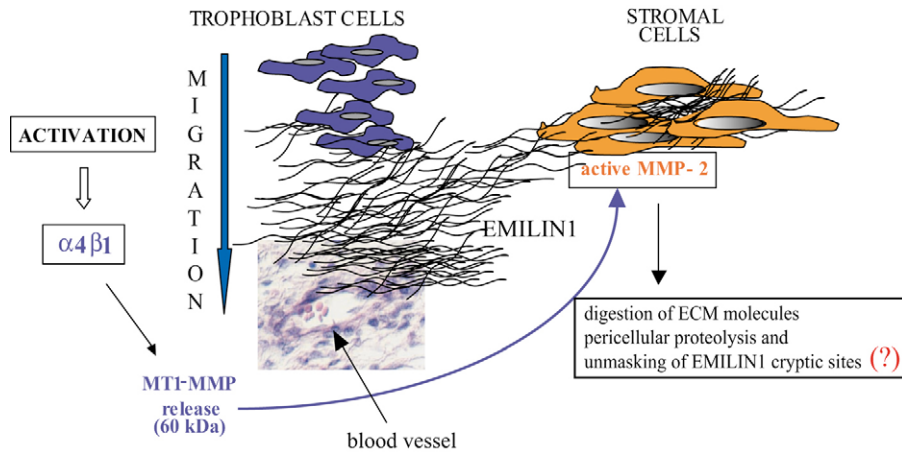 TROPHOBLAST CELLS
STROMAL
CELLS
MIGRATION
ACTIVATION
α4β1
MT1-MMP
release
(60 kDa)
EMILIN1
blood vessel
active MMP- 2
digestion of ECM molecules
pericellular proteolysis and
unmasking of EMILIN1 cryptic sites (?)